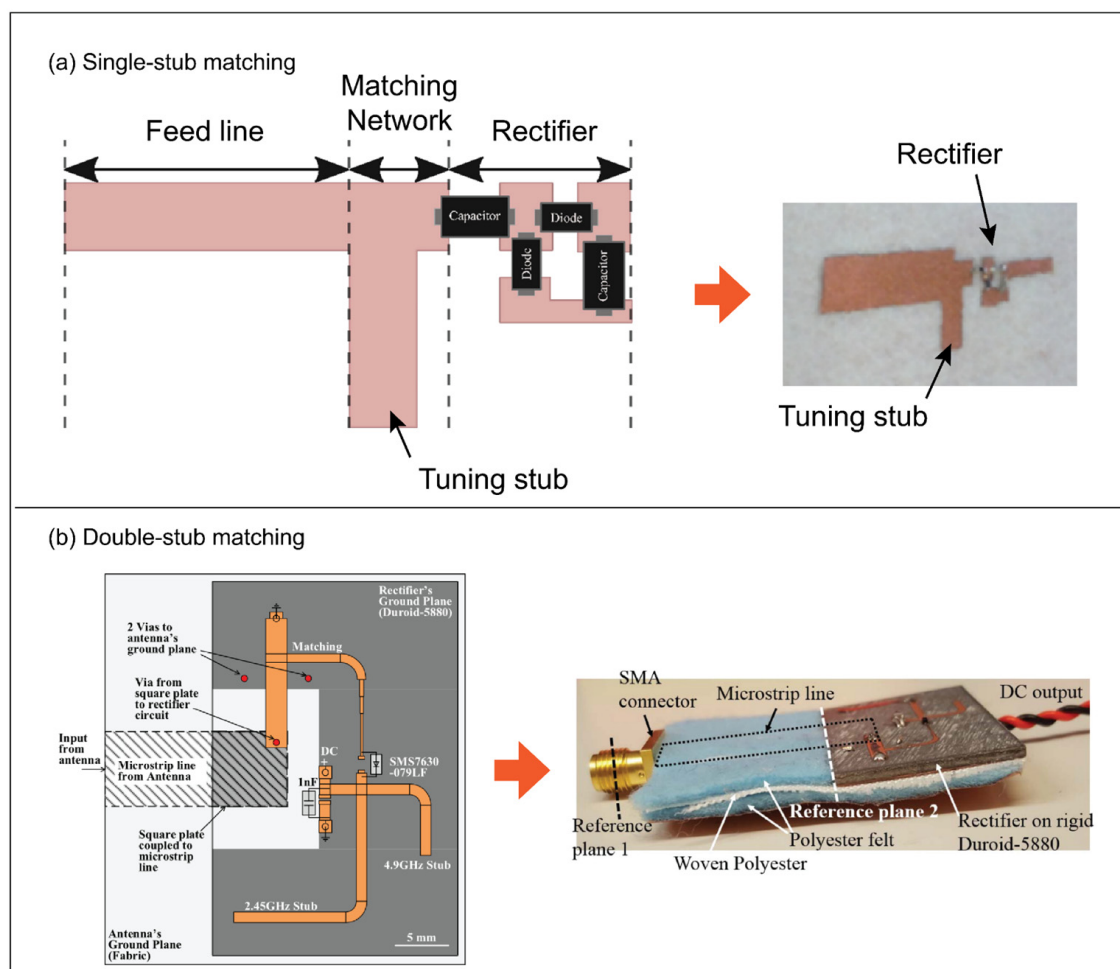 (a) Single-stub matching
Feed line
Matching
Network
Rectifier
Capacitor
Diode
Diode
Capacitor
Tuning stub
Rectifier
Tuning stub
(b) Double-stub matching
Rectifier's
Ground Plane
(Duroid-5880)
2 Vias to
antenna's
ground plane
Matching
Via from
square plate
to rectifier
circuit
Input
from
antenna
Microstrip line
from Antenna
DC
+
SMS7630
-079LF
1nF
Square plate
coupled to
microstrip
line
4.9GHz Stub
2.45GHz Stub
Antenna's
Ground Plane
(Fabric)
5 mm
SMA
connector
Microstrip line
DC output
Reference
plane 1
Reference plane 2
Polyester felt
Woven Polyester
Rectifier on rigid
Duroid-5880